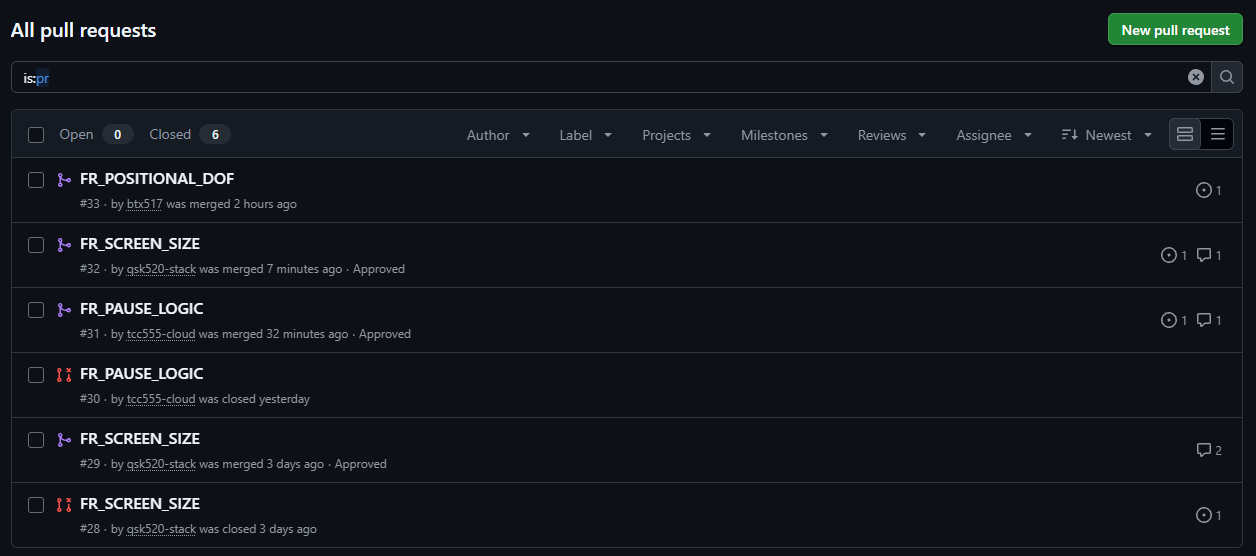 All pull requests
New pull request
is:pr
Open 0 Closed 6 Author Label Projects Milestones Reviews Assignee Newest
FR_POSITIONAL_DOF
#33 · by btx517 was merged 2 hours ago
1
FR_SCREEN_SIZE
#32 · by qsk520-stack was merged 7 minutes ago · Approved
1 1
FR_PAUSE_LOGIC
#31 · by tcc555-cloud was merged 32 minutes ago · Approved
1 1
FR_PAUSE_LOGIC
#30 · by tcc555-cloud was closed yesterday
FR_SCREEN_SIZE
#29 · by qsk520-stack was merged 3 days ago · Approved
2
FR_SCREEN_SIZE
#28 · by qsk520-stack was closed 3 days ago
1